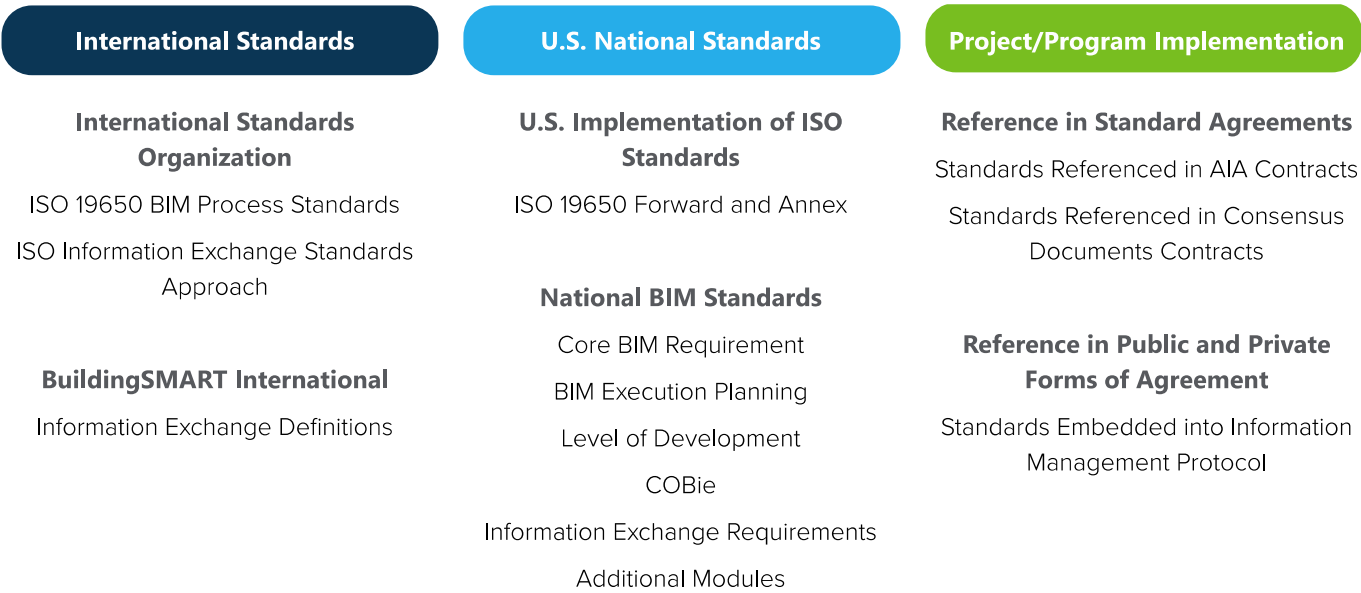 International Standards
International Standards
Organization
ISO 19650 BIM Process Standards
ISO Information Exchange Standards
Approach
BuildingSMART International
Information Exchange Definitions
U.S. National Standards
U.S. Implementation of ISO
Standards
ISO 19650 Forward and Annex
National BIM Standards
Core BIM Requirement
BIM Execution Planning
Level of Development
COBie
Information Exchange Requirements
Additional Modules
Project/Program Implementation
Reference in Standard Agreements
Standards Referenced in AIA Contracts
Standards Referenced in Consensus
Documents Contracts
Reference in Public and Private
Forms of Agreement
Standards Embedded into Information
Management Protocol